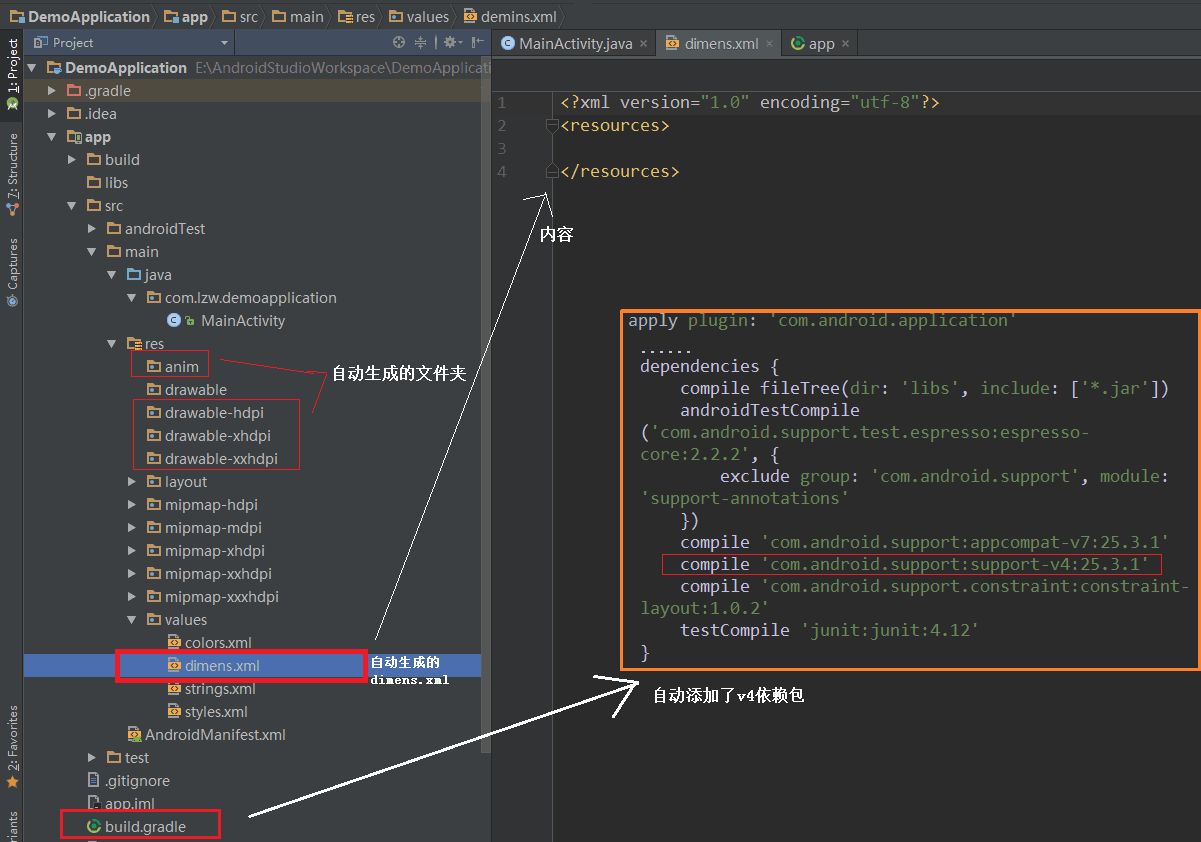 DemoApplication app src main res values demins.xml
Project
MainActivity.java dimens.xml app
1: Project
7: Structure
Captures
2: Favorites
DemoApplication E:\AndroidStudioWorkspace\DemoApplicati
.gradle
.idea
app
build
libs
src
androidTest
main
java
com.lzw.demoapplication
MainActivity
res
anim
drawable
drawable-hdpi
drawable-xhdpi
drawable-xxhdpi
layout
mipmap-hdpi
mipmap-mdpi
mipmap-xhdpi
mipmap-xxhdpi
mipmap-xxxhdpi
values
colors.xml
dimens.xml
strings.xml
styles.xml
AndroidManifest.xml
test
.gitignore
app.iml
build.gradle
自动生成的文件夹
自动生成的
dimens.xml
1 <?xml version="1.0" encoding="utf-8"?>
2 <resources>
3
4 </resources>
内容
apply plugin: 'com.android.application'
......
dependencies {
compile fileTree(dir: 'libs', include: ['*.jar'])
androidTestCompile
('com.android.support.test.espresso:espresso-
core:2.2.2', {
exclude group: 'com.android.support', module:
'support-annotations'
})
compile 'com.android.support:appcompat-v7:25.3.1'
compile 'com.android.support:support-v4:25.3.1'
compile 'com.android.support.constraint:constraint-
layout:1.0.2'
testCompile 'junit:junit:4.12'
}
自动添加了v4依赖包